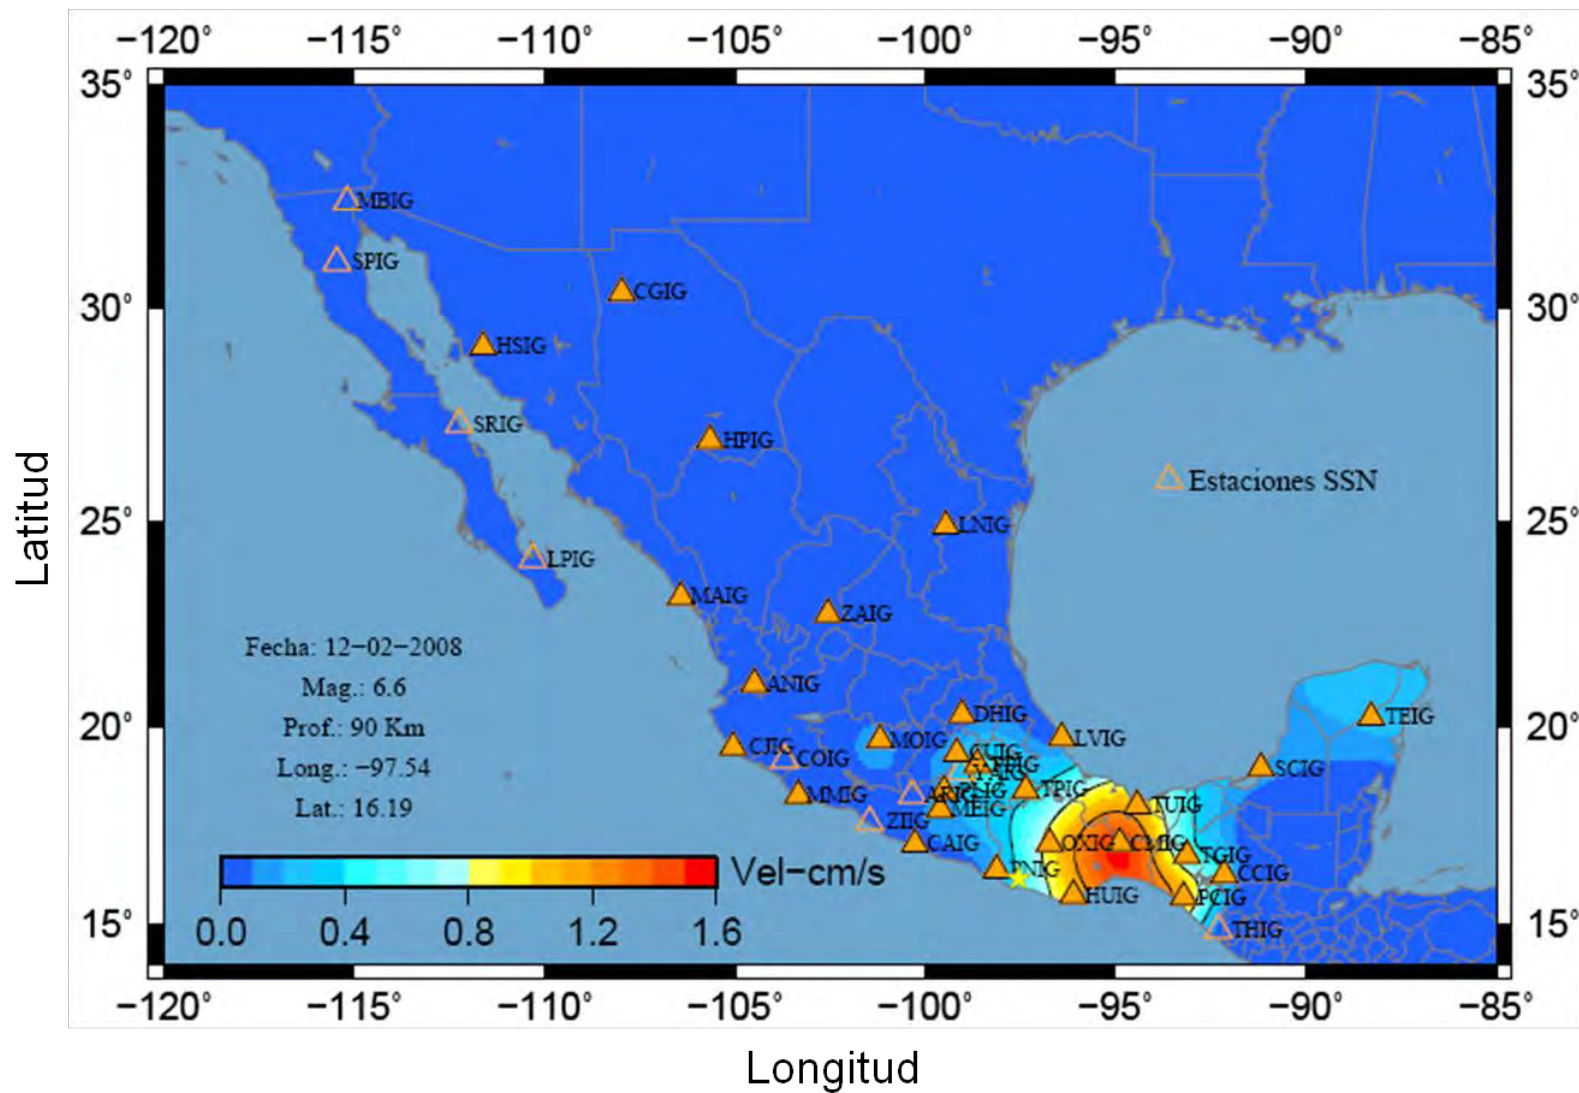 −120° −115° −110° −105° −100° −95° −90° −85°
35° 35°
MBIG
SPIG
CGIG
30° 30°
HSIG
SRIG
HPIG
Estaciones SSN
25° LNIG 25°
LPIG
MAIG
ZAIG
Fecha: 12−02−2008
Mag.: 6.6
ANIG
Prof.: 90 Km
DHIG
TEIG
20° 20°
MOIG
LVIG
CJIG
CUIG
COIG
Long.: −97.54
SCIG
MMIG
TPIG
TUIG
Lat.: 16.19
MEIG
ZIIG
CAIG
OXIG
CMIG
TGIG
PNIG
CCIG
Vel−cm/s
HUIG
PCIG
15° 15°
THIG
0.0 0.4 0.8 1.2 1.6
−120° −115° −110° −105° −100° −95° −90° −85°
Latitud
Longitud